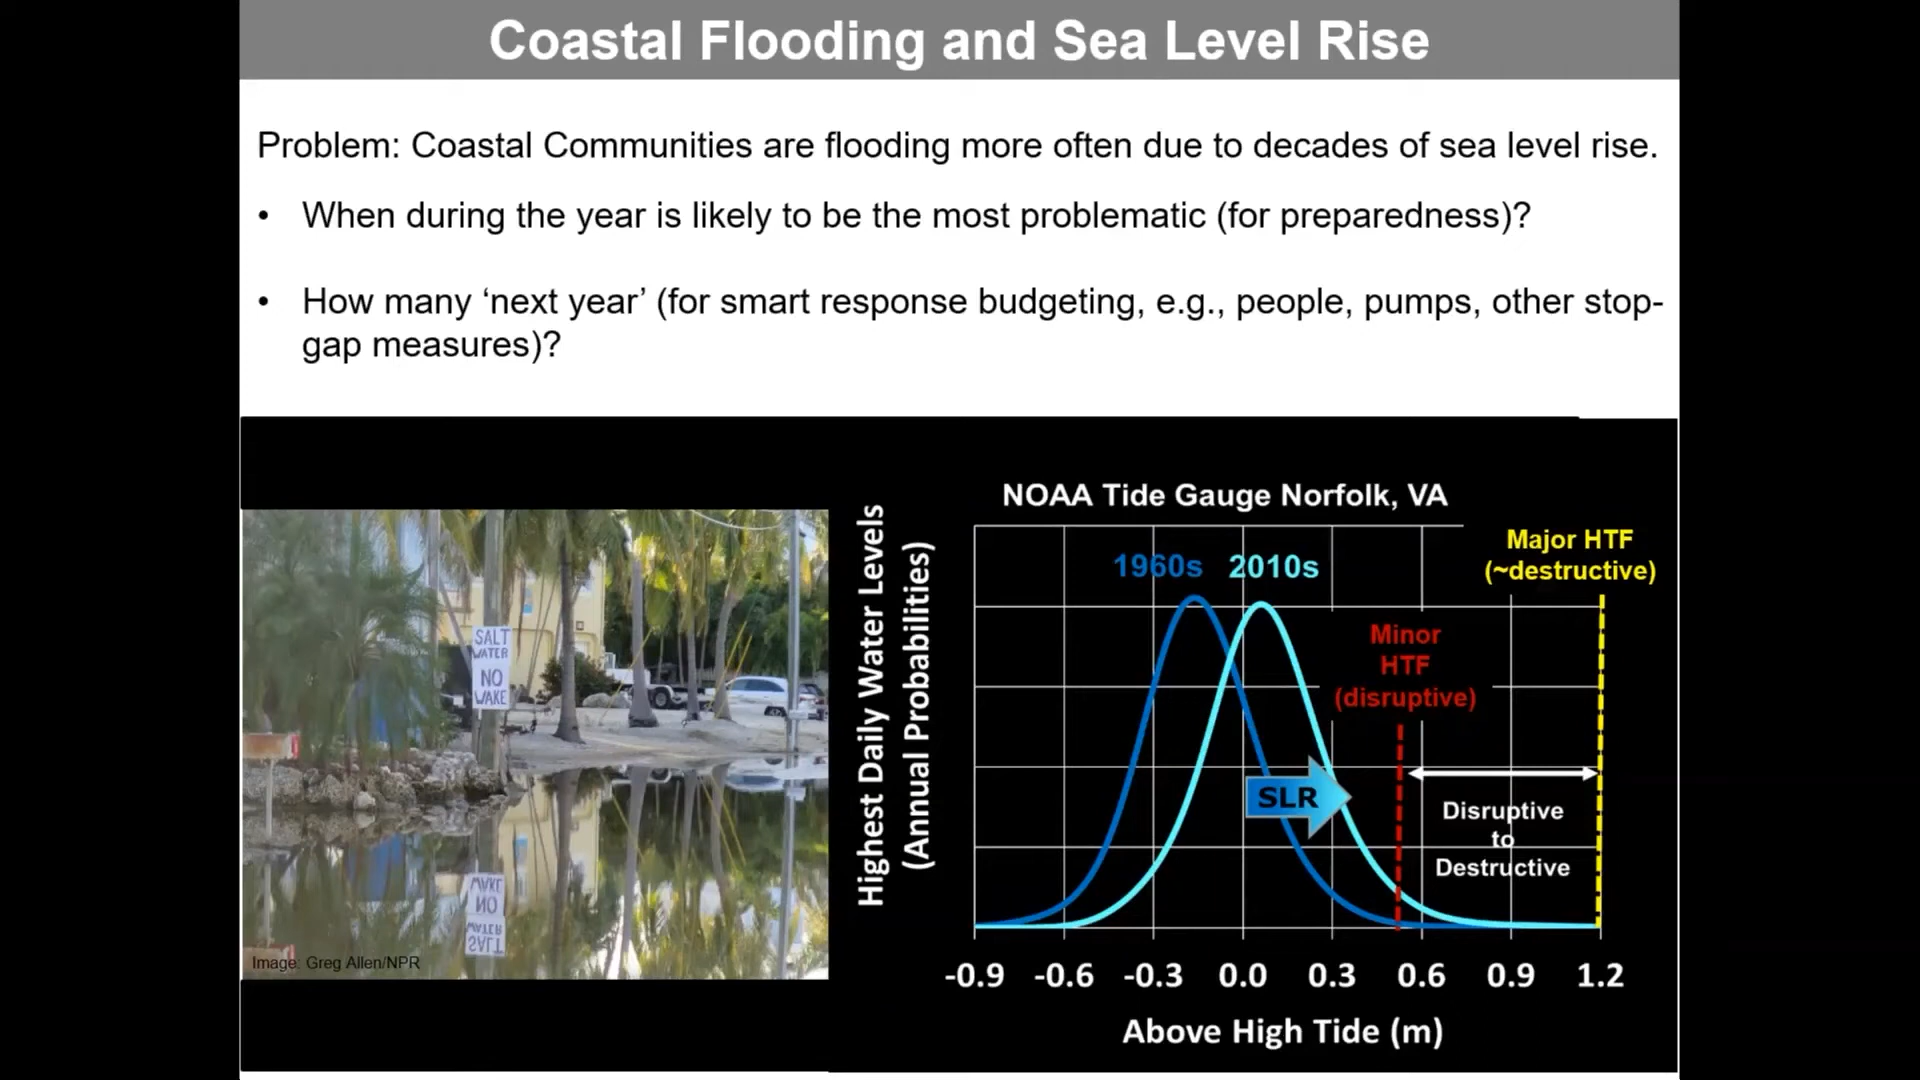 Coastal Flooding and Sea Level Rise
Problem: Coastal Communities are flooding more often due to decades of sea level rise.
• When during the year is likely to be the most problematic (for preparedness)?
• How many ‘next year’ (for smart response budgeting, e.g., people, pumps, other stop-
gap measures)?
SALT
WATER
NO
WAKE
Image: Greg Allen/NPR
NOAA Tide Gauge Norfolk, VA
Highest Daily Water Levels
(Annual Probabilities)
1960s 2010s
Major HTF
(~destructive)
Minor
HTF
(disruptive)
SLR
Disruptive
to
Destructive
-0.9 -0.6 -0.3 0.0 0.3 0.6 0.9 1.2
Above High Tide (m)